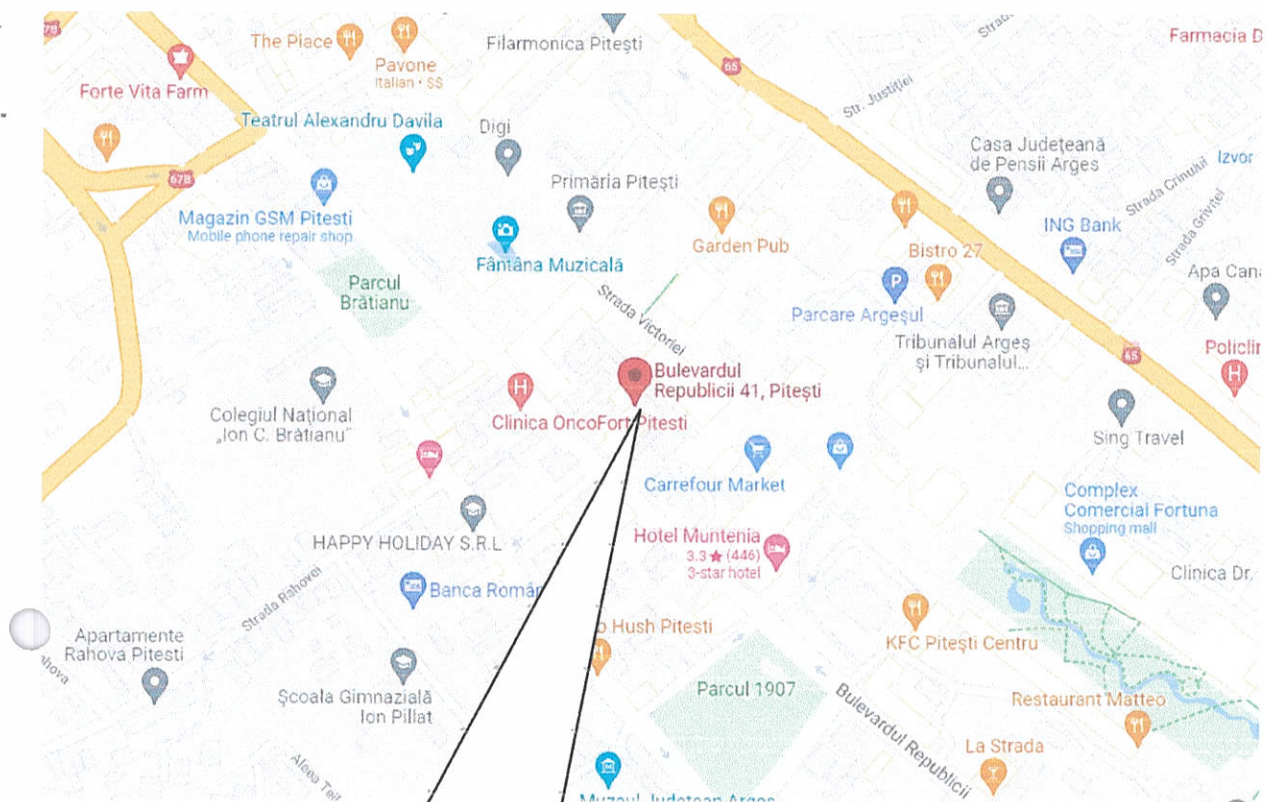 The Place
Pavone
Italian · $$
Filarmonica Pitești
65
Farmacia D
67B
Forte Vita Farm
Teatrul Alexandru Davila
Digi
Str. Justiției
Casa Județeană
de Pensii Argeș
Strada Crinului
Izvor
67B
Primăria Pitești
Magazin GSM Pitesti
Mobile phone repair shop
Garden Pub
ING Bank
Strada Griviței
Bistro 27
Fântâna Muzicală
Apa Cana
Parcul
Brătianu
Strada Victoriei
P
Parcare Argeșul
Tribunalul Argeș
și Tribunalul...
65
Policlin
H
Bulevardul
Republicii 41, Pitești
H
Colegiul Național
„Ion C. Brătianu"
Clinica OncoFort Pitesti
Sing Travel
Carrefour Market
Complex
Comercial Fortuna
Shopping mall
HAPPY HOLIDAY S.R.L
Hotel Muntenia
3.3 ★ (446)
3-star hotel
Clinica Dr.
Strada Rahovei
Banca Român
Apartamente
Rahova Pitesti
ahova
Hush Pitesti
KFC Pitești Centru
Școala Gimnazială
Ion Pillat
Parcul 1907
Bulevardul Republicii
Restaurant Matteo
La Strada
Muzeul Județean Argeș